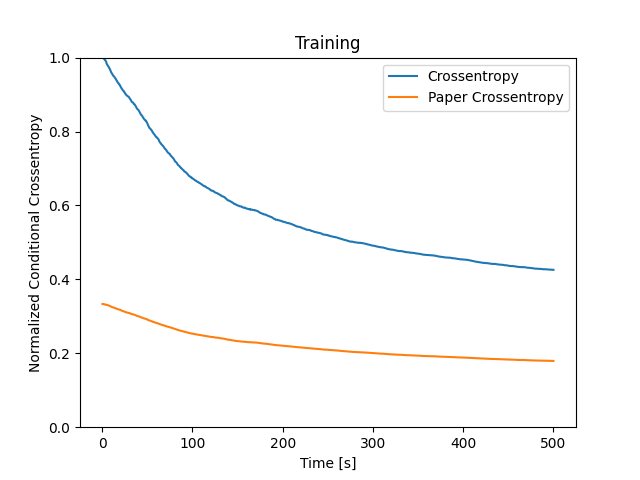 Training
Crossentropy
Paper Crossentropy
Normalized Conditional Crossentropy
1.0
0.8
0.6
0.4
0.2
0.0
0 100 200 300 400 500
Time [s]